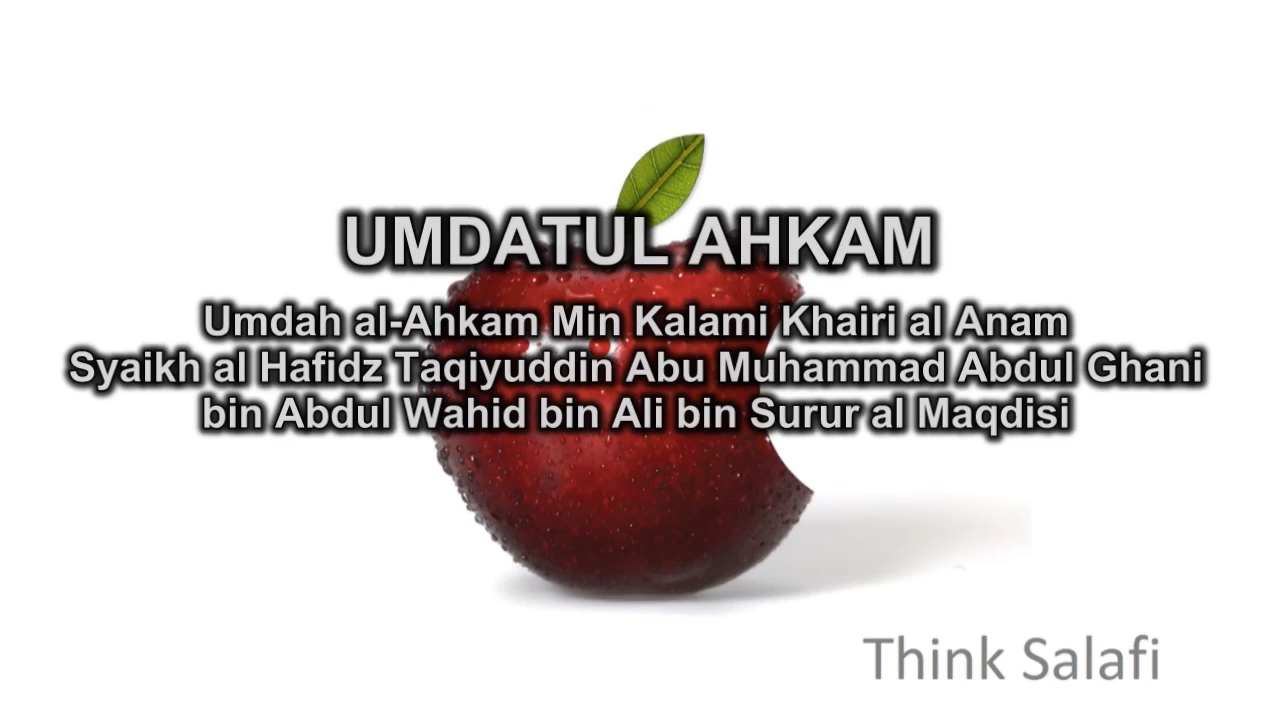 UMDATUL AHKAM
Umdah al-Ahkam Min Kalami Khairi al Anam
Syaikh al Hafidz Taqiyuddin Abu Muhammad Abdul Ghani
bin Abdul Wahid bin Ali bin Surur al Maqdisi
Think Salafi